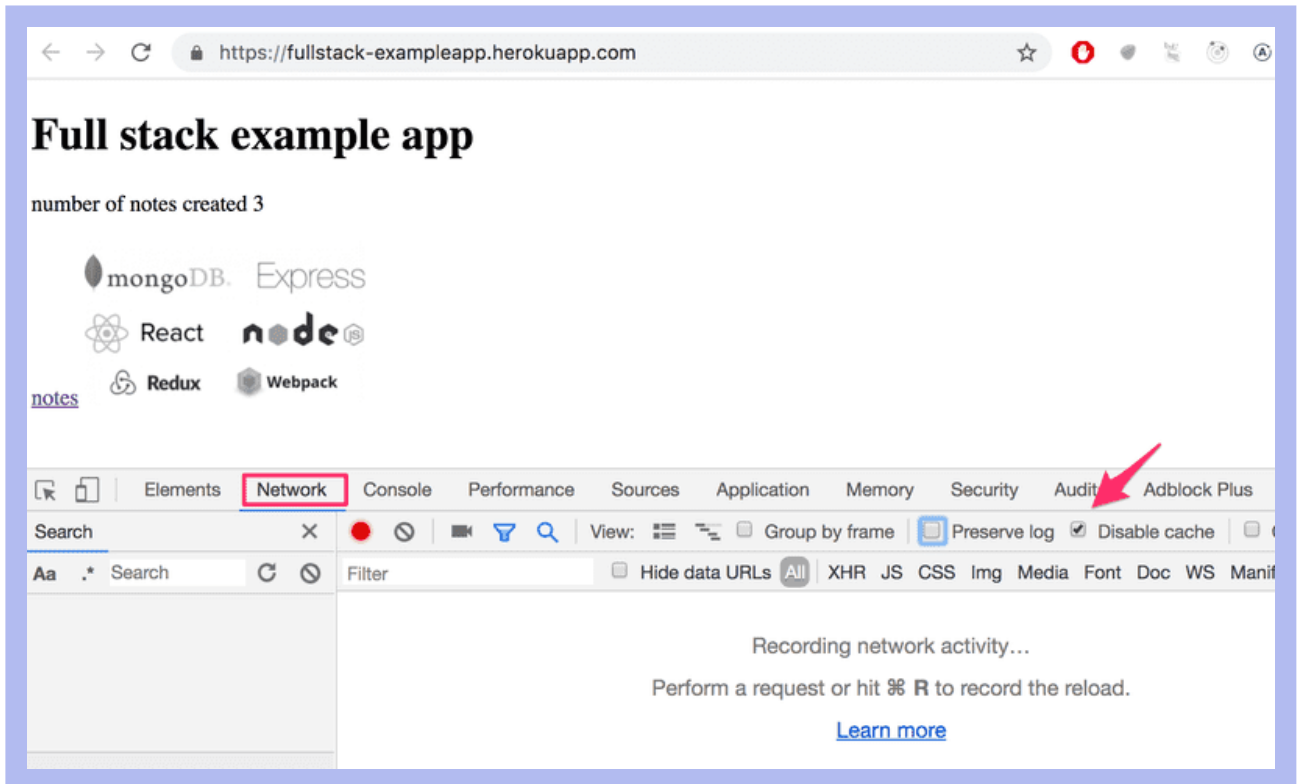 https://fullstack-exampleapp.herokuapp.com
Full stack example app
number of notes created 3
mongoDB. Express
React node JS
Redux Webpack
notes
Elements Network Console Performance Sources Application Memory Security Audit Adblock Plus
Search View: Group by frame Preserve log Disable cache
Aa .* Search Filter Hide data URLs All XHR JS CSS Img Media Font Doc WS Manif
Recording network activity…
Perform a request or hit ⌘ R to record the reload.
Learn more